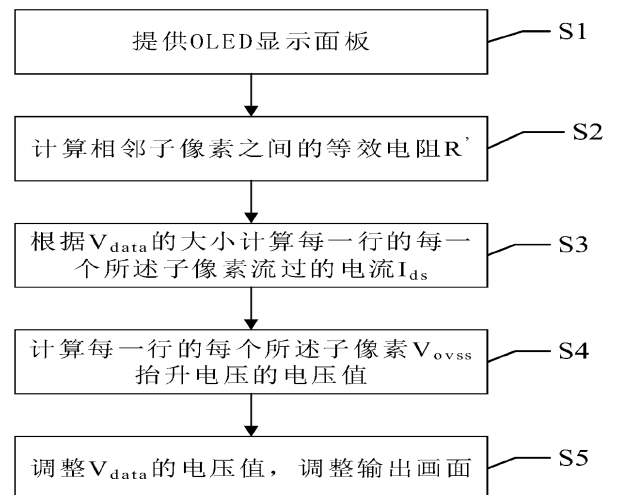 提供OLED显示面板
S1
计算相邻子像素之间的等效电阻R'
S2
根据Vdata的大小计算每一行的每一
个所述子像素流过的电流Ids
S3
计算每一行的每个所述子像素Vovss
抬升电压的电压值
S4
调整Vdata的电压值，调整输出画面
S5